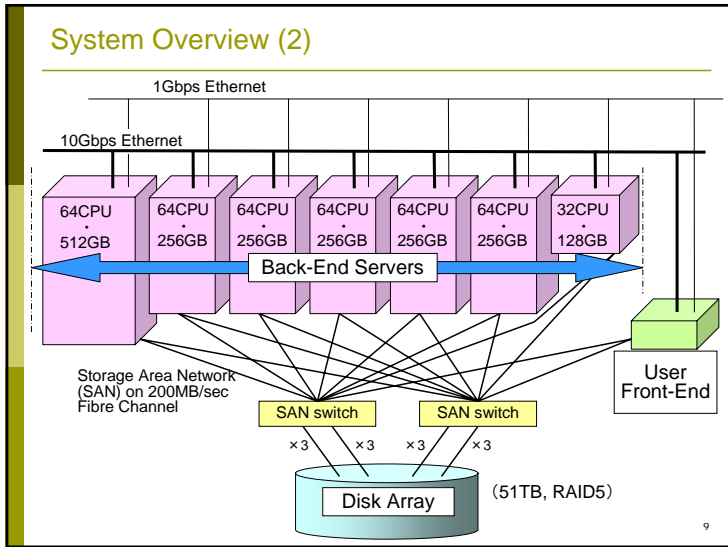 System Overview (2)
1Gbps Ethernet
10Gbps Ethernet
64CPU
・
512GB
64CPU
・
256GB
64CPU
・
256GB
64CPU
・
256GB
64CPU
・
256GB
64CPU
・
256GB
32CPU
・
128GB
Back-End Servers
Storage Area Network
(SAN) on 200MB/sec
Fibre Channel
SAN switch
SAN switch
User
Front-End
×3
×3
×3
×3
Disk Array
(51TB, RAID5)
9